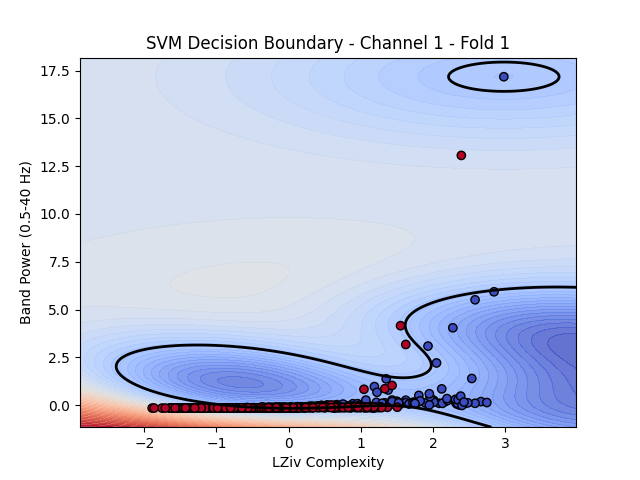 SVM Decision Boundary - Channel 1 - Fold 1
17.5
15.0
12.5
10.0
7.5
5.0
2.5
0.0
Band Power (0.5-40 Hz)
−2 −1 0 1 2 3
LZiv Complexity